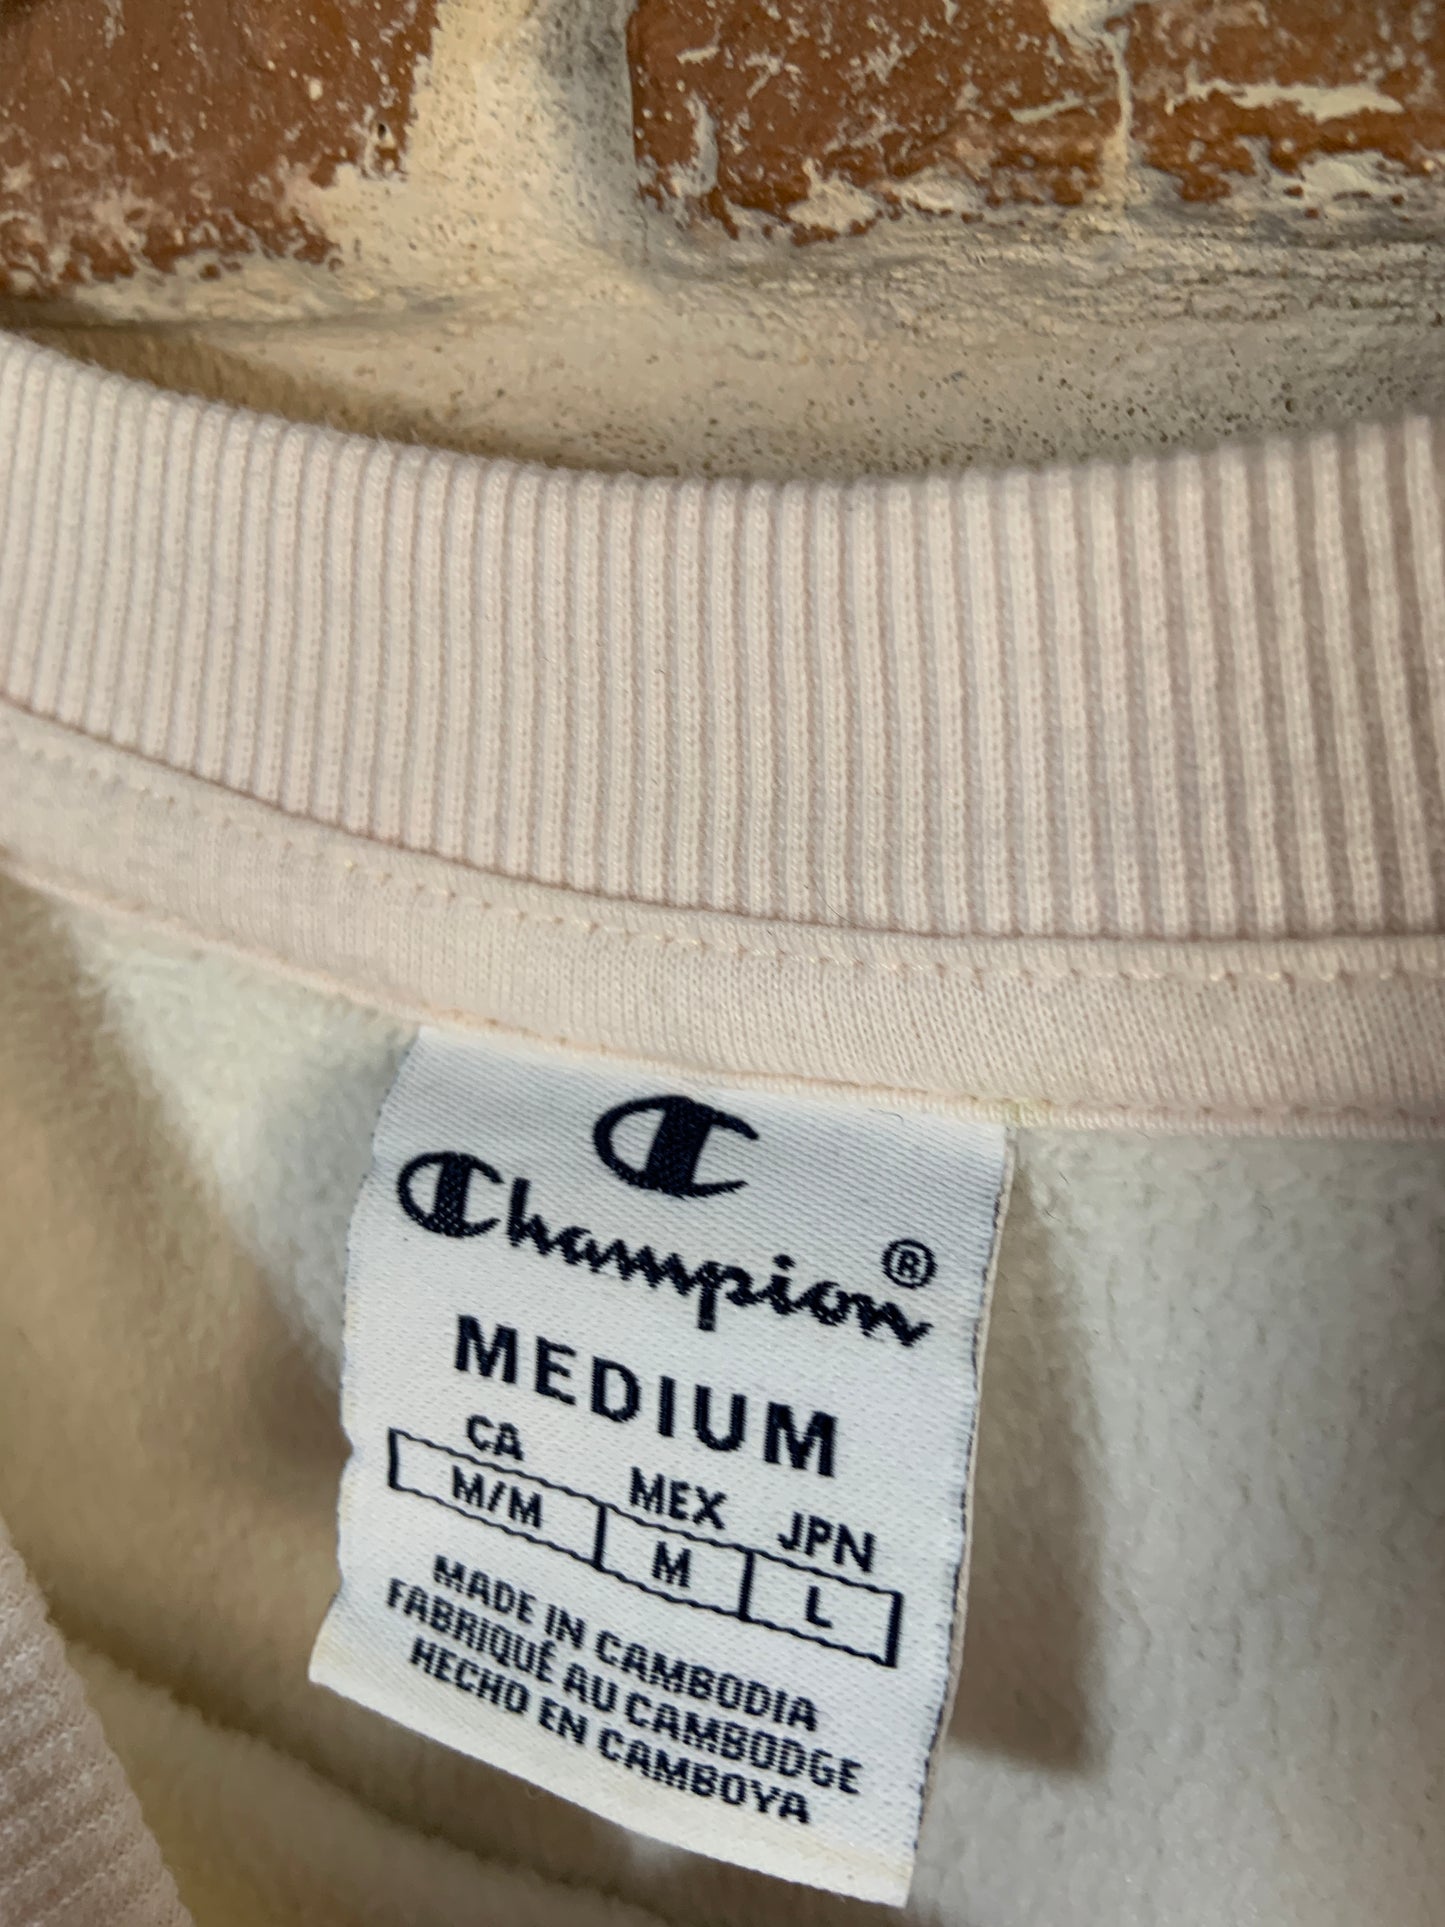 C
Champion®
MEDIUM
CA MEX JPN
M/M M L
MADE IN CAMBODIA
FABRIQUÉ AU CAMBODGE
HECHO EN CAMBOYA